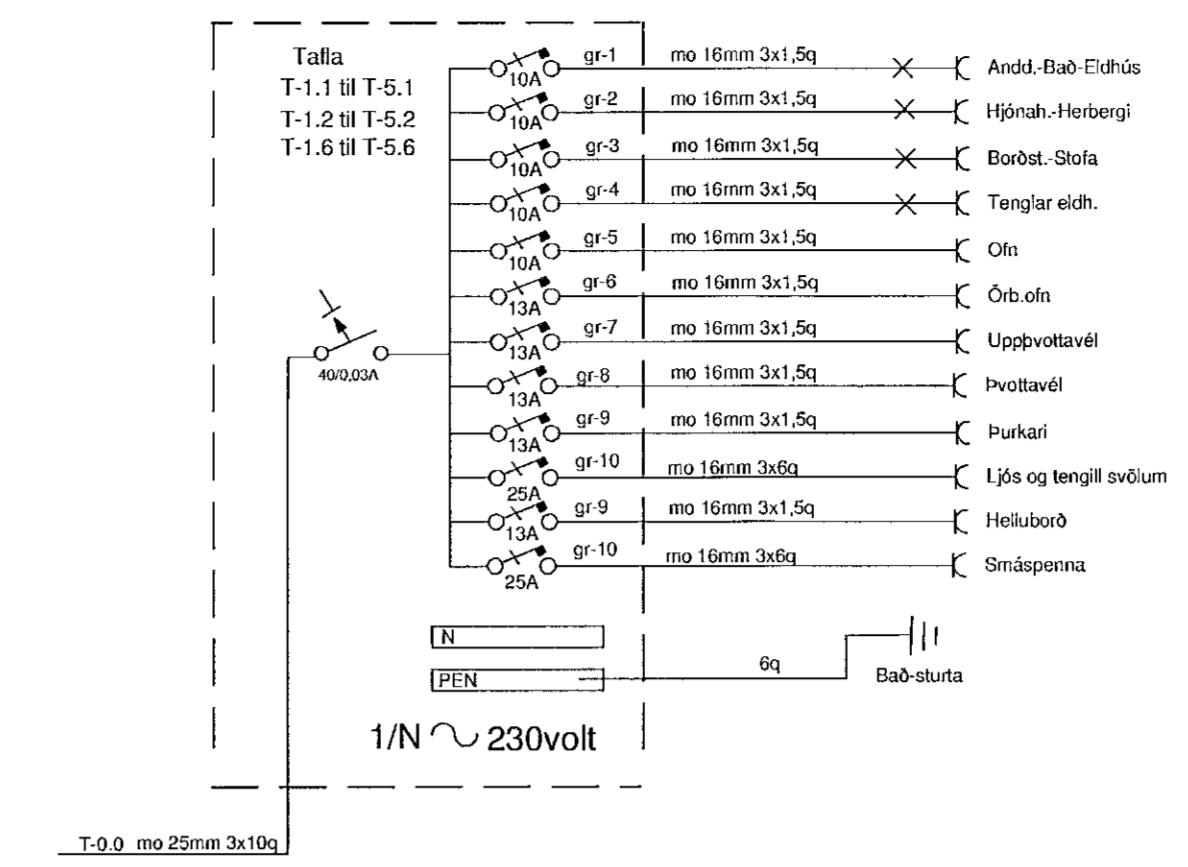 Tafla
T-1.1 til T-5.1
T-1.2 til T-5.2
T-1.6 til T-5.6
gr-1 mo 16mm 3x1,5q Andd.-Bað-Eldhús
10A
gr-2 mo 16mm 3x1,5q Hjónah.-Herbergi
10A
gr-3 mo 16mm 3x1,5q Borðst.-Stofa
10A
gr-4 mo 16mm 3x1,5q Tenglar eldh.
10A
gr-5 mo 16mm 3x1,5q Ofn
10A
gr-6 mo 16mm 3x1,5q Örb.ofn
13A
gr-7 mo 16mm 3x1,5q Uppþvottavél
13A
gr-8 mo 16mm 3x1,5q Þvottavél
13A
gr-9 mo 16mm 3x1,5q Þurkari
13A
gr-10 mo 16mm 3x6q Ljós og tengill svölum
25A
gr-9 mo 16mm 3x1,5q Helluborð
13A
gr-10 mo 16mm 3x6q Smáspenna
25A
40/0,03A
N
PEN 6q Bað-sturta
1/N 230volt
T-0.0 mo 25mm 3x10q